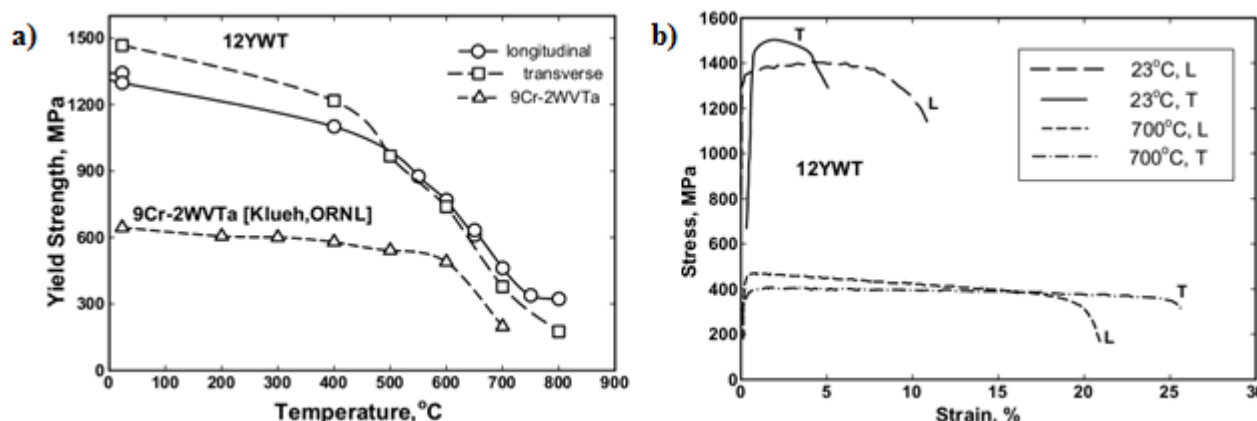 a)
1500
1200
900
600
300
0
Yield Strength, MPa
12YWT
longitudinal
transverse
9Cr-2WVTa
9Cr-2WVTa [Klueh,ORNL]
0 100 200 300 400 500 600 700 800 900
Temperature,°C
b)
1600
1400
1200
1000
800
600
400
200
0
Stress, MPa
T
L
12YWT
23°C, L
23°C, T
700°C, L
700°C, T
T
L
0 5 10 15 20 25 30
Strain, %